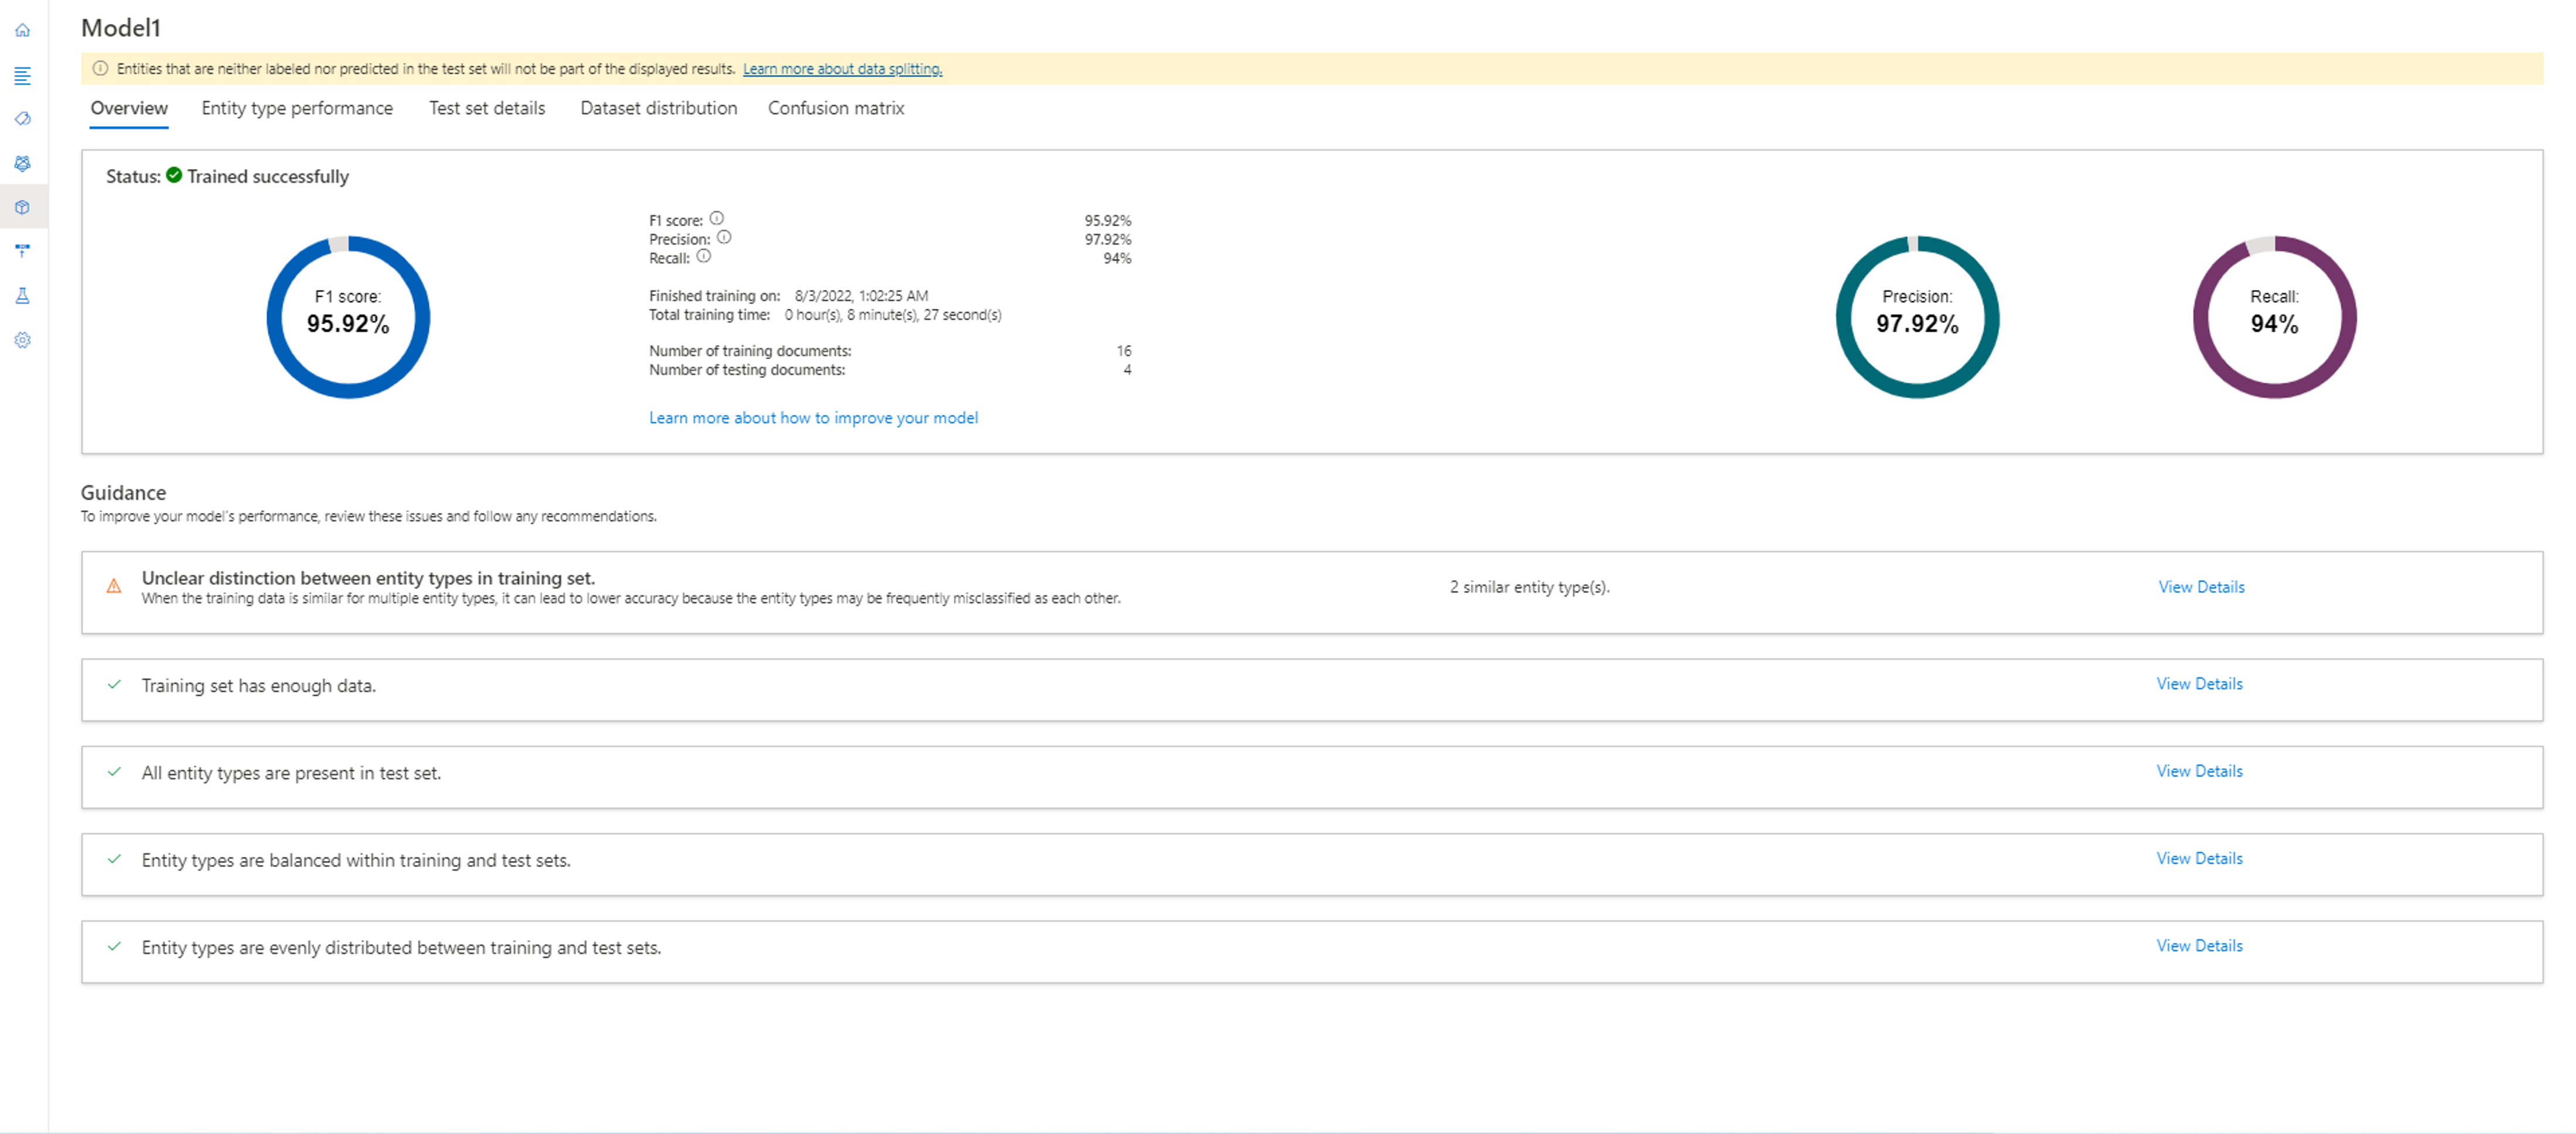 Model1
Entities that are neither labeled nor predicted in the test set will not be part of the displayed results. Learn more about data splitting.
Overview Entity type performance Test set details Dataset distribution Confusion matrix
Status: Trained successfully
F1 score:
95.92%
F1 score: 95.92%
Precision: 97.92%
Recall: 94%
Finished training on: 8/3/2022, 1:02:25 AM
Total training time: 0 hour(s), 8 minute(s), 27 second(s)
Number of training documents: 16
Number of testing documents: 4
Learn more about how to improve your model
Precision:
97.92%
Recall:
94%
Guidance
To improve your model's performance, review these issues and follow any recommendations.
Unclear distinction between entity types in training set.
When the training data is similar for multiple entity types, it can lead to lower accuracy because the entity types may be frequently misclassified as each other.
2 similar entity type(s).
View Details
Training set has enough data. View Details
All entity types are present in test set. View Details
Entity types are balanced within training and test sets. View Details
Entity types are evenly distributed between training and test sets. View Details